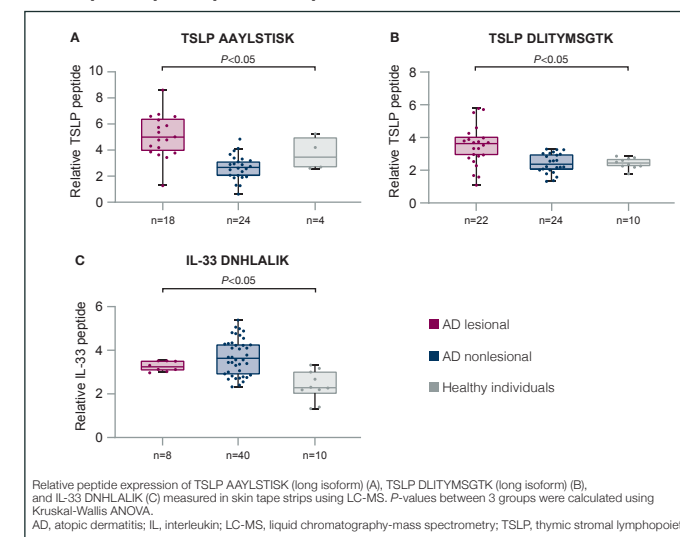 A
TSLP AAYLSTISK
P<0.05
Relative TSLP peptide
10
8
6
4
2
0
n=18
n=24
n=4
B
TSLP DLITYMSGTK
P<0.05
Relative TSLP peptide
8
6
4
2
0
n=22
n=24
n=10
C
IL-33 DNHLALIK
P<0.05
Relative IL-33 peptide
6
4
2
0
n=8
n=40
n=10
AD lesional
AD nonlesional
Healthy individuals
Relative peptide expression of TSLP AAYLSTISK (long isoform) (A), TSLP DLITYMSGTK (long isoform) (B),
and IL-33 DNHLALIK (C) measured in skin tape strips using LC-MS. P-values between 3 groups were calculated using
Kruskal-Wallis ANOVA.
AD, atopic dermatitis; IL, interleukin; LC-MS, liquid chromatography-mass spectrometry; TSLP, thymic stromal